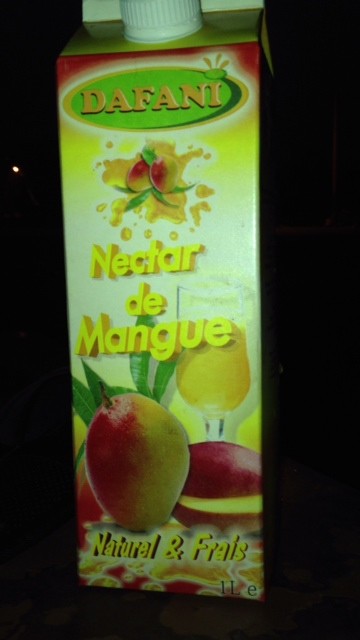 DAFANI
Nectar
de
Mangue
Naturel & Frais
1L e